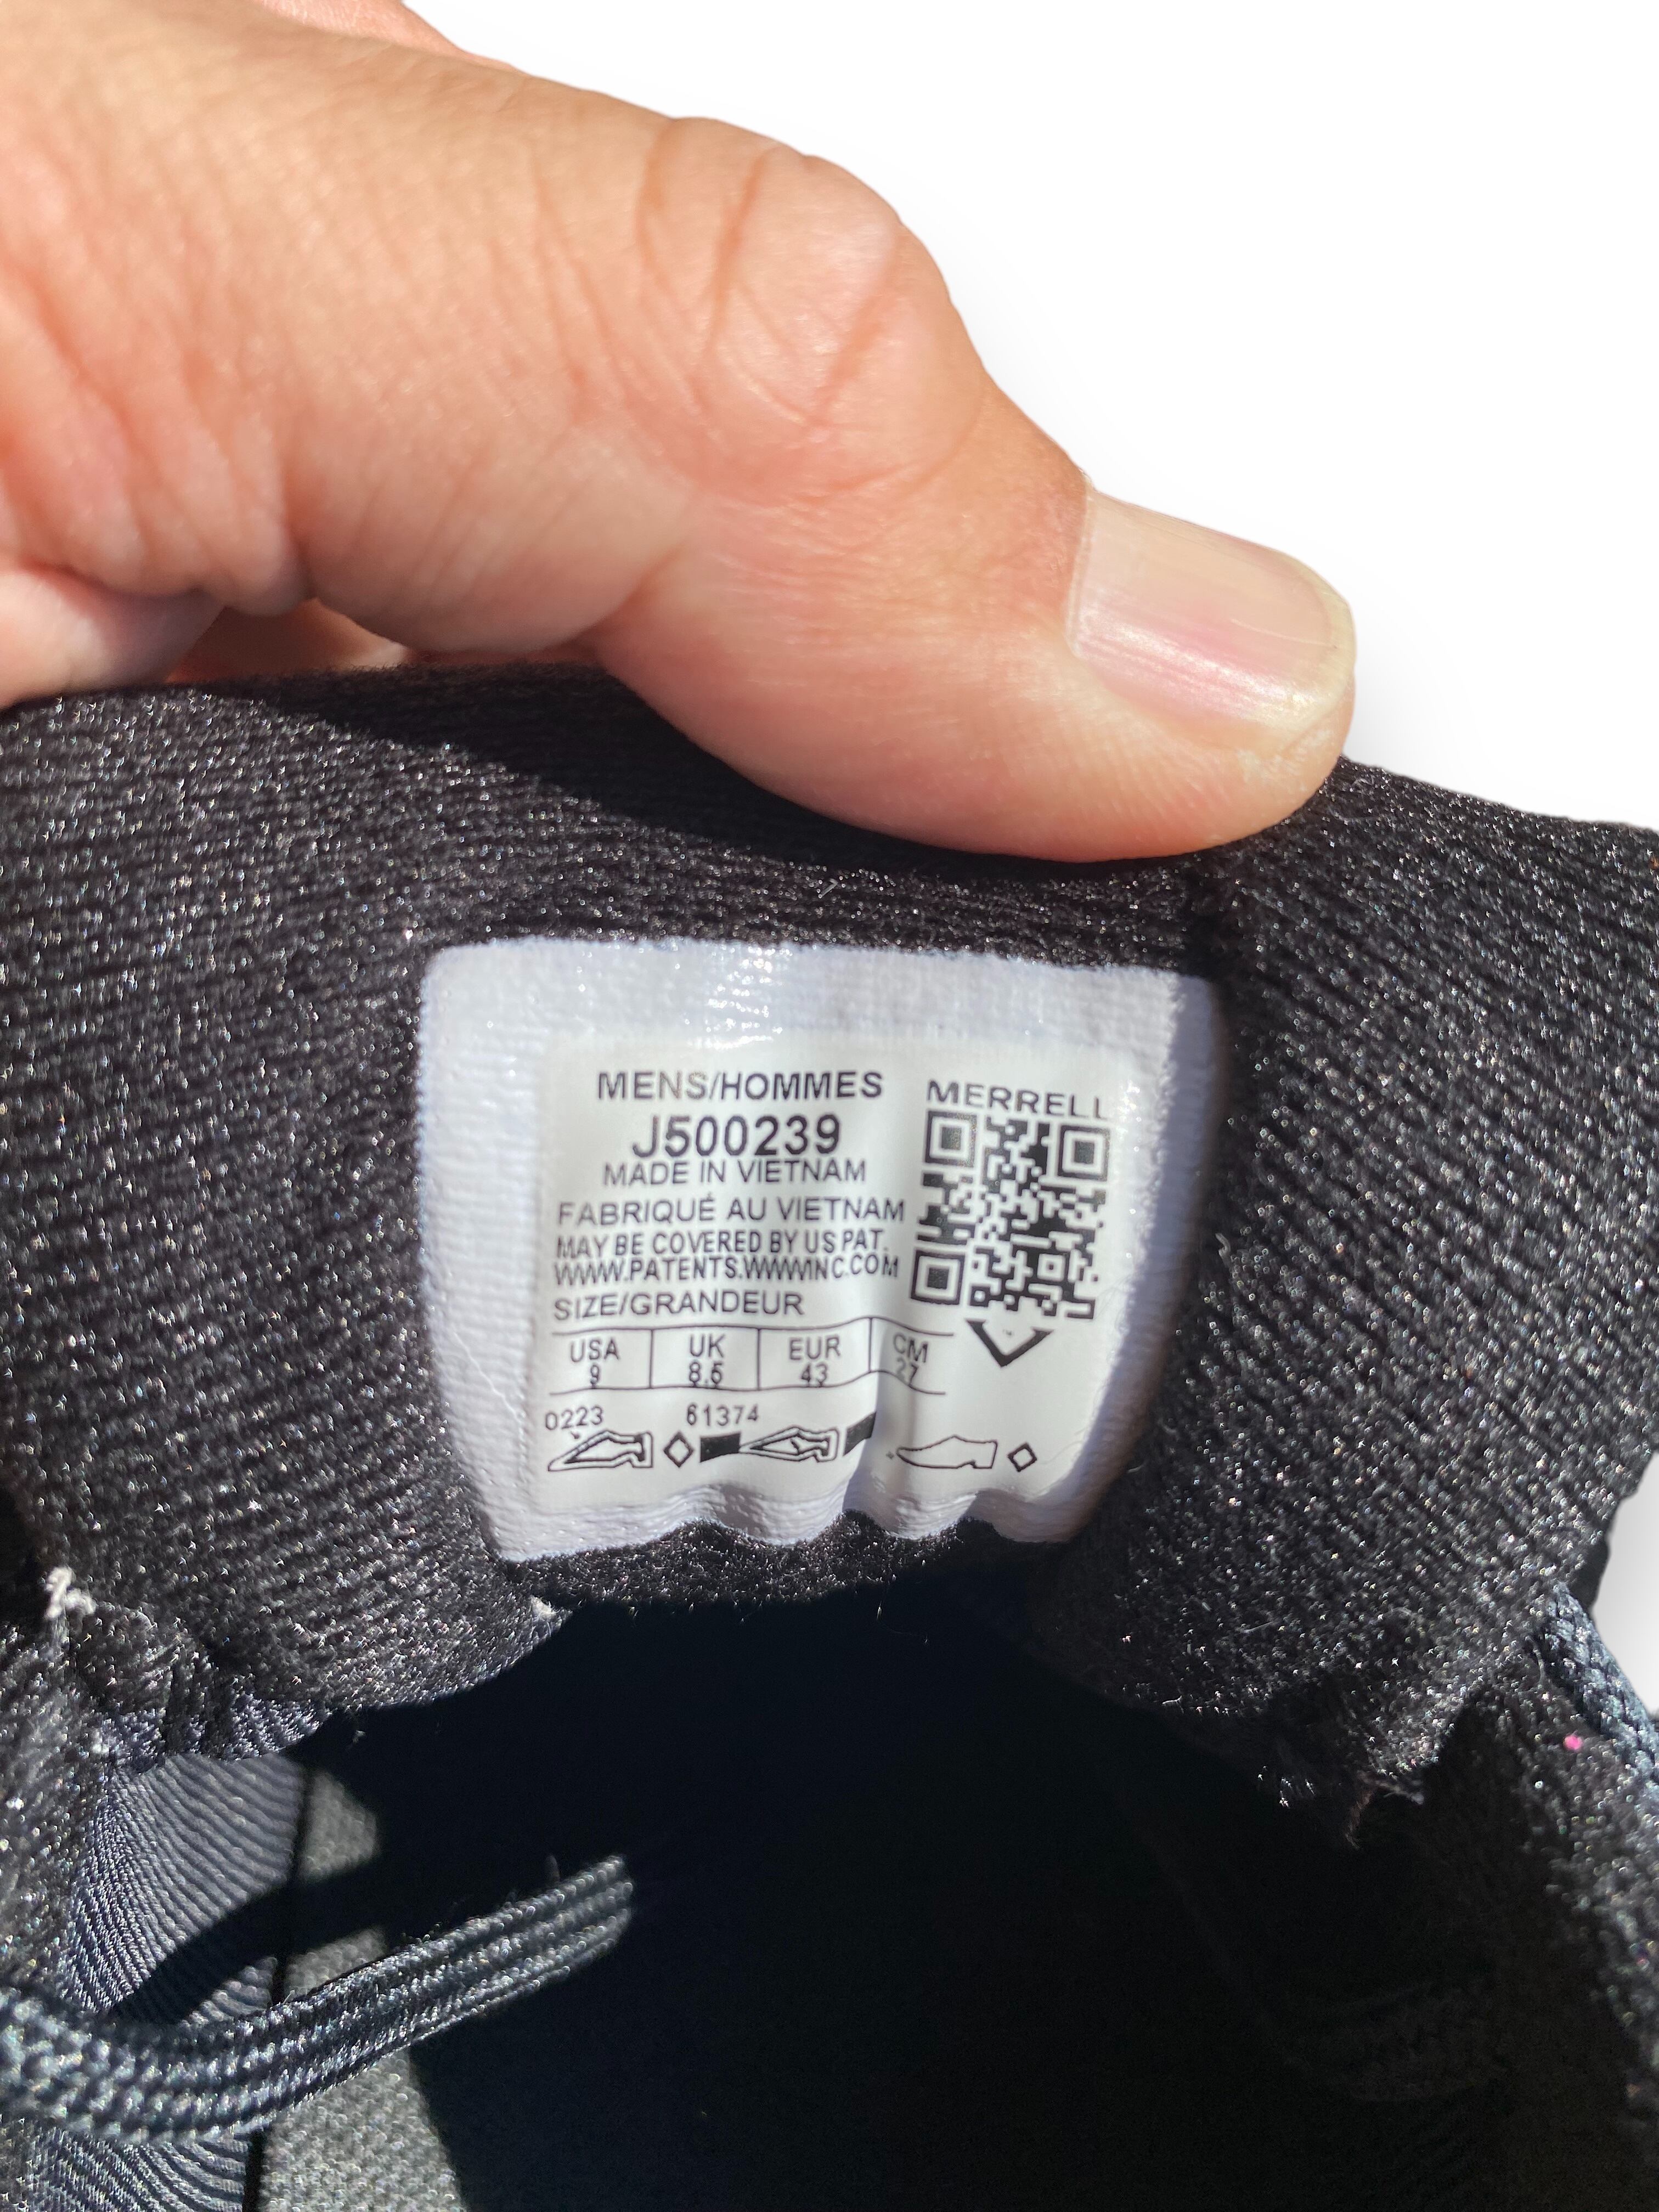 MENS/HOMMES
J500239
MADE IN VIETNAM
FABRIQUÉ AU VIETNAM
MAY BE COVERED BY US PAT.
WWW.PATENTS.WWWINC.COM
SIZE/GRANDEUR
USA UK EUR CM
9 8.5 43 27
0223 61374
MERRELL